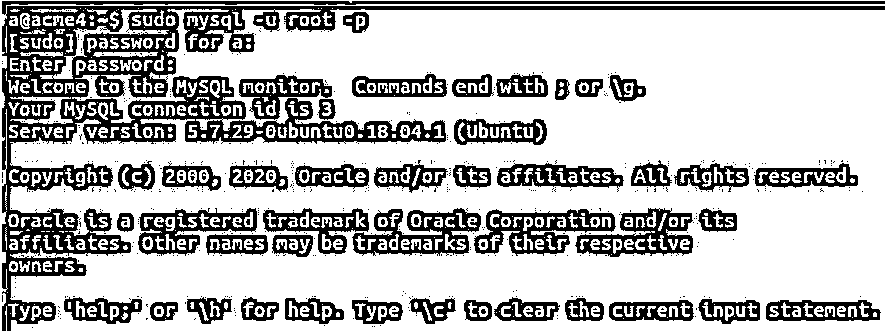 a@acme4:~$ sudo mysql -u root -p
[sudo] password for a:
Enter password:
Welcome to the MySQL monitor.  Commands end with ; or \g.
Your MySQL connection id is 3
Server version: 5.7.29-0ubuntu0.18.04.1 (Ubuntu)
Copyright (c) 2000, 2020, Oracle and/or its affiliates. All rights reserved.
Oracle is a registered trademark of Oracle Corporation and/or its
affiliates. Other names may be trademarks of their respective
owners.
Type 'help;' or '\h' for help. Type '\c' to clear the current input statement.